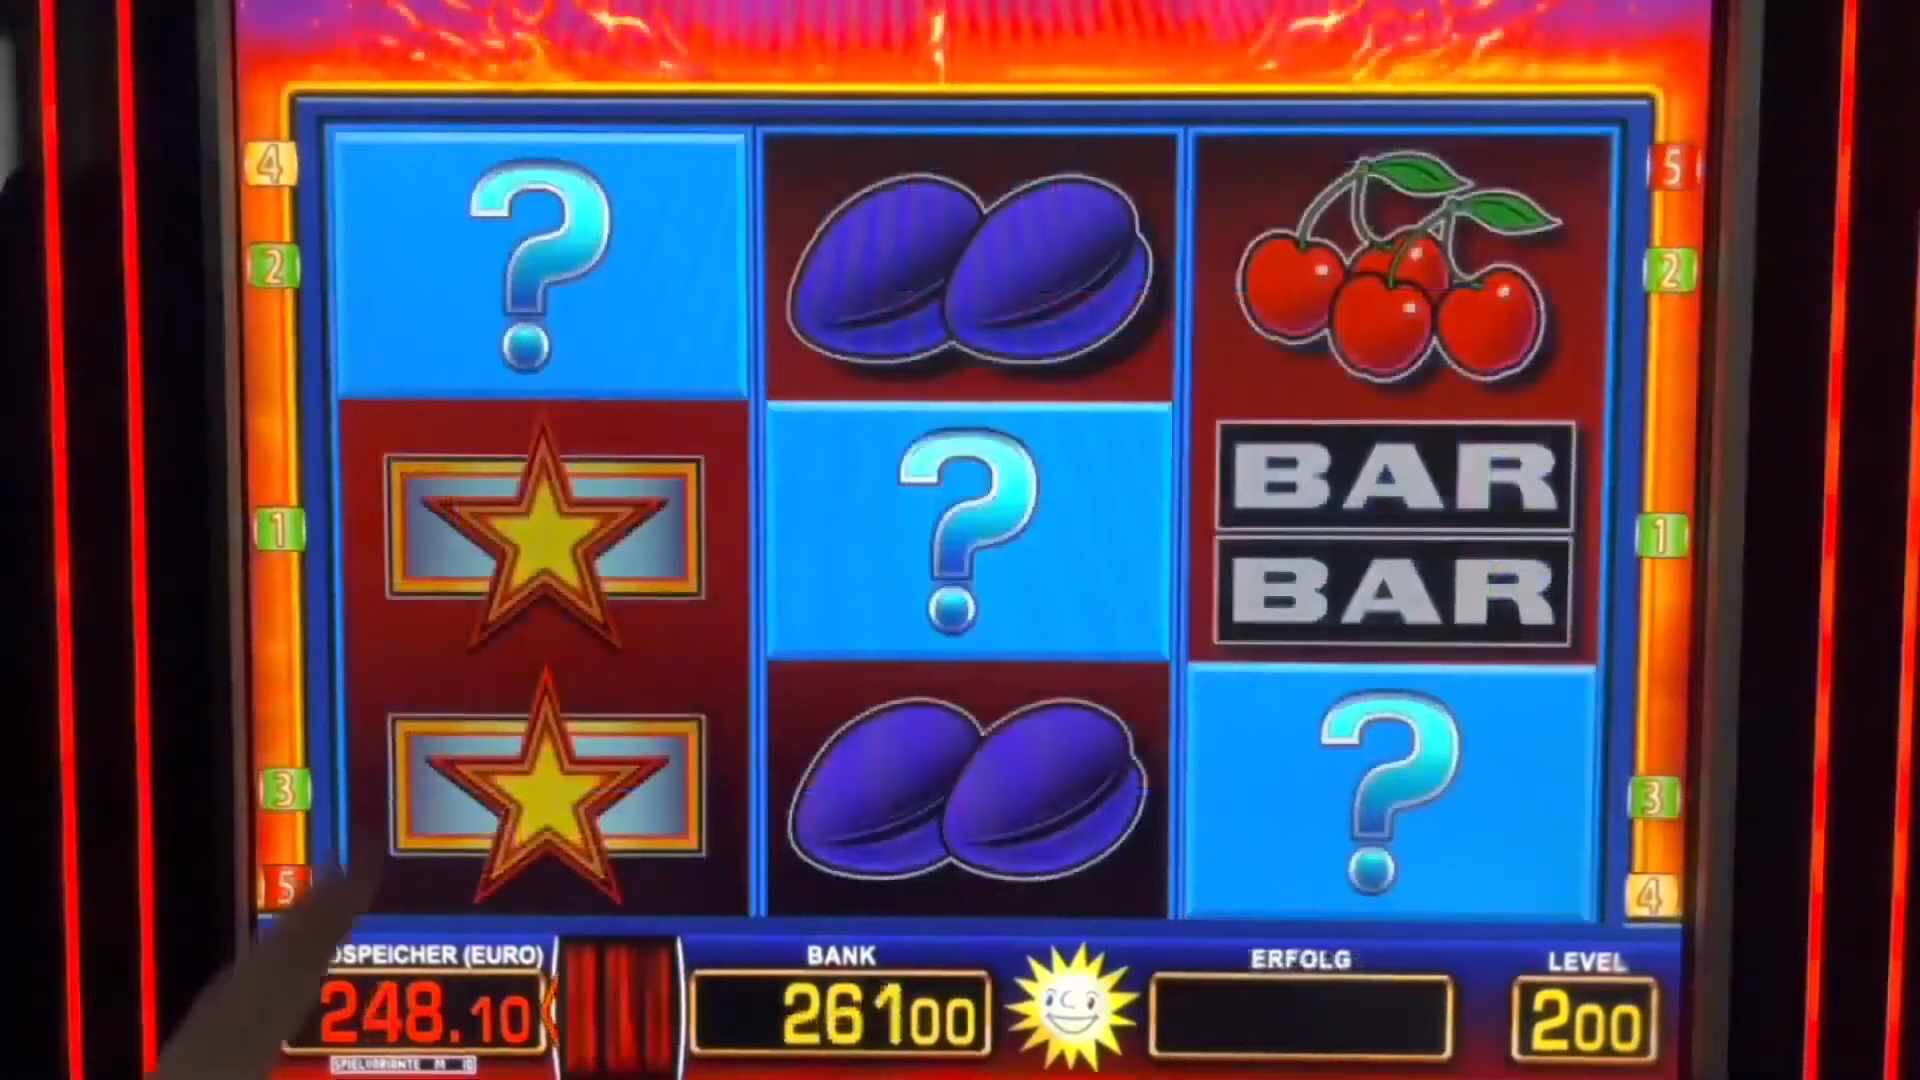 4
5
2
2
?
BAR
1
?
1
BAR
3
3
?
5
4
SPEICHER (EURO)
BANK
ERFOLG
LEVEL
248.10
26100
200
SPIELVARIANTE M